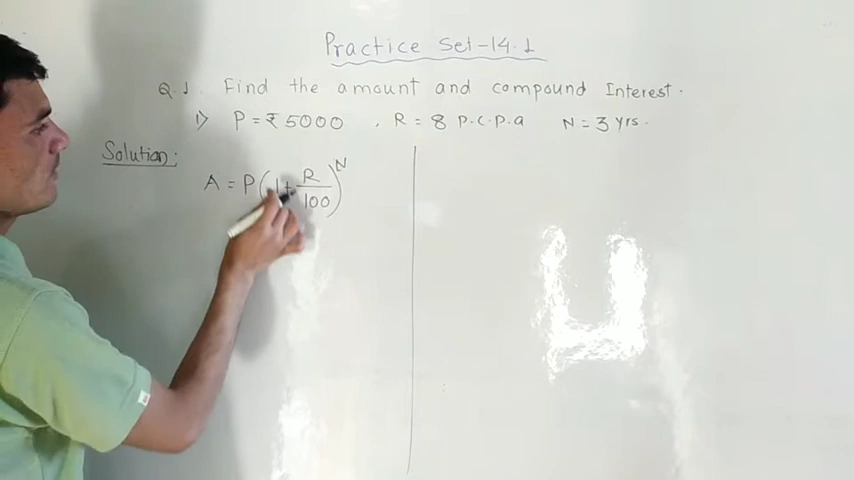 Practice Set-14.1
Q.1. Find the amount and compound Interest.
1) P = ₹ 5000 , R = 8 p.c.p.a N = 3 yrs.
Solution:
A = P(1 + R/100)^N